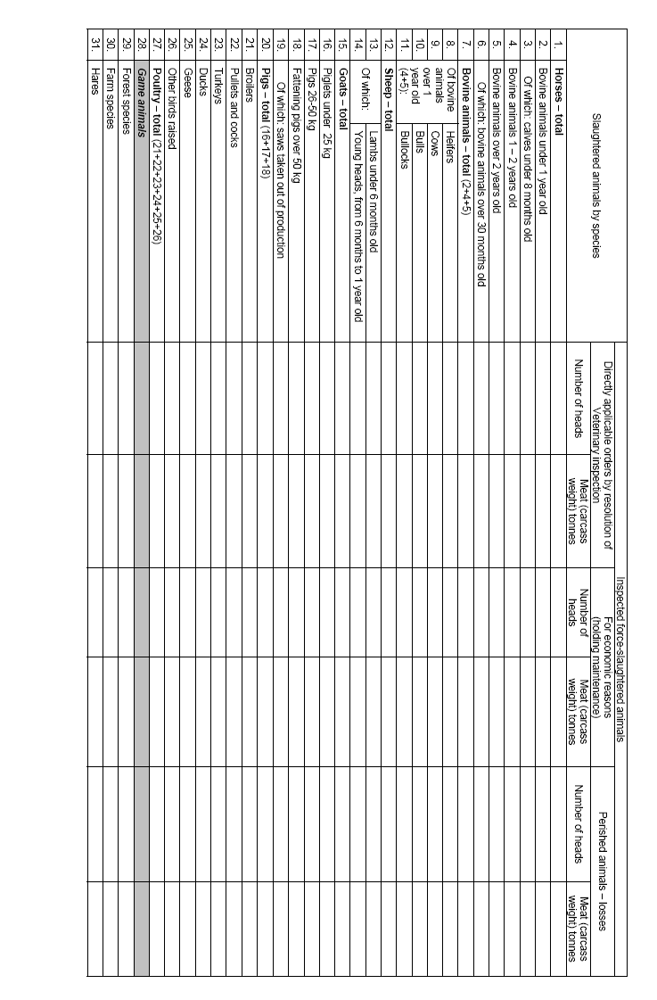 Slaughtered animals by species
Inspected force-slaughtered animals
Directly applicable orders by resolution of
Veterinary inspection
For economic reasons
(holding maintenance)
Perished animals – losses
Number of heads
Meat (carcass
weight) tonnes
Number of
heads
Meat (carcass
weight) tonnes
Number of heads
Meat (carcass
weight) tonnes
1. Horses – total
2. Bovine animals under 1 year old
3. Of which: calves under 8 months old
4. Bovine animals 1 – 2 years old
5. Bovine animals over 2 years old
6. Of which: bovine animals over 30 months old
7. Bovine animals – total (2+4+5)
8. Of bovine Heifers
9. animals Cows
over 1
10. year old Bulls
11. (4+5): Bullocks
12. Sheep – total
13. Of which: Lambs under 6 months old
14. Young heads, from 6 months to 1 year old
15. Goats – total
16. Piglets under 25 kg
17. Pigs 26-50 kg
18. Fattening pigs over 50 kg
19. Of which: saws taken out of production
20. Pigs – total (16+17+18)
21. Broilers
22. Pullets and cocks
23. Turkeys
24. Ducks
25. Geese
26. Other birds raised
27. Poultry – total (21+22+23+24+25+26)
28. Game animals
29. Forest species
30. Farm species
31. Hares